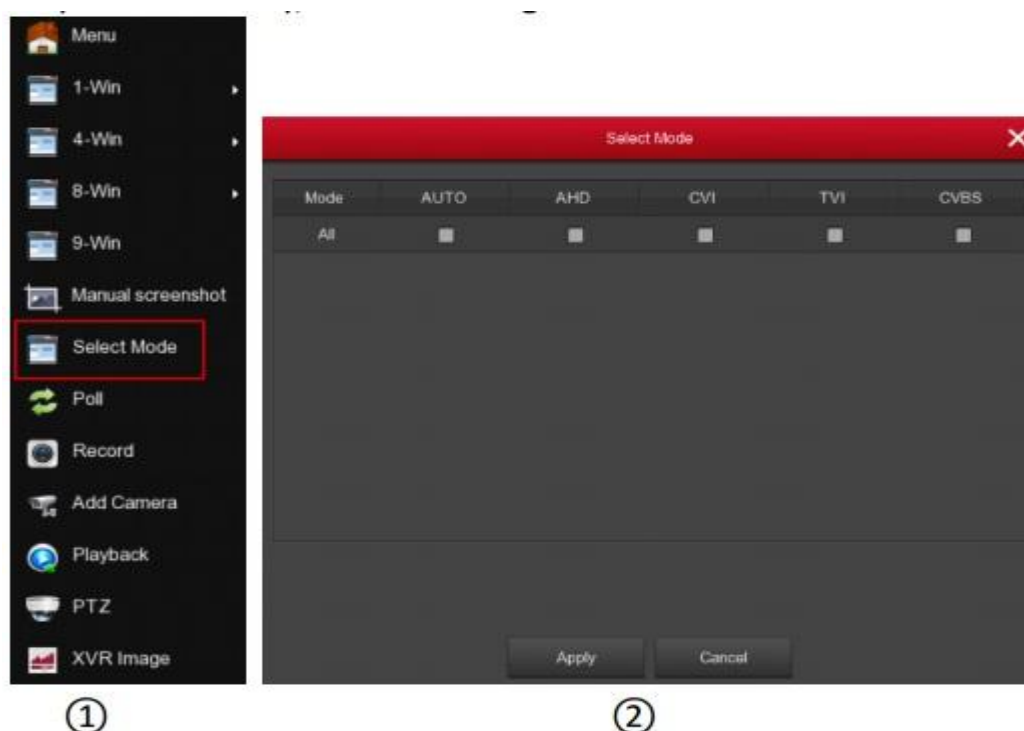 Menu
1-Win
4-Win
8-Win
9-Win
Manual screenshot
Select Mode
Poll
Record
Add Camera
Playback
PTZ
XVR Image
①
Select Mode
Mode AUTO AHD CVI TVI CVBS
All
Apply Cancel
②